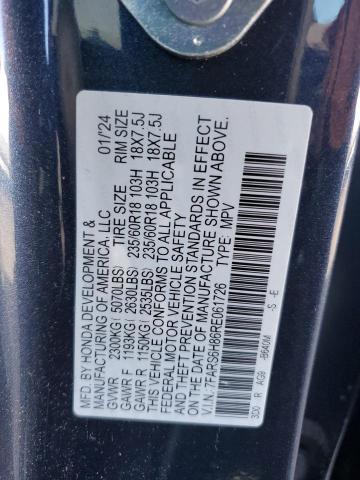 MFD. BY HONDA DEVELOPMENT &
MANUFACTURING OF AMERICA, LLC 01/'24
GVWR 2300KG( 5070LBS) TIRE SIZE RIM SIZE
GAWR F 1193KG( 2630LBS) 235/60R18 103H 18X7.5J
GAWR R 1150KG( 2535LBS) 235/60R18 103H 18X7.5J
THIS VEHICLE CONFORMS TO ALL APPLICABLE
FEDERAL MOTOR VEHICLE SAFETY
AND THEFT PREVENTION STANDARDS IN EFFECT
ON THE DATE OF MANUFACTURE SHOWN ABOVE.
V.I.N.:7FARS6H86RE061726 TYPE: MPV
3D0 R AG9 -B640M -S -E